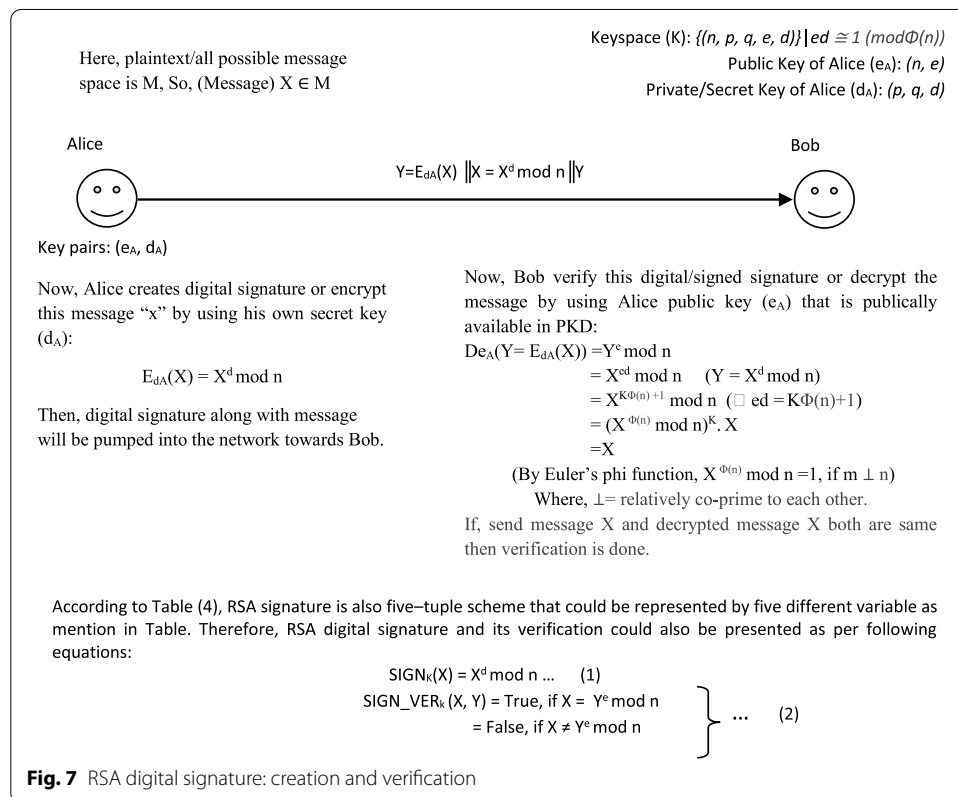 Here, plaintext/all possible message
space is M, So, (Message) X ∈ M
Keyspace (K): {(n, p, q, e, d)}|ed ≅ 1 (modΦ(n))
Public Key of Alice (eA): (n, e)
Private/Secret Key of Alice (dA): (p, q, d)
Alice
Bob
Y=EdA(X) ‖X = X^d mod n‖Y
Key pairs: (eA, dA)
Now, Alice creates digital signature or encrypt
this message “x” by using his own secret key
(dA):
EdA(X) = X^d mod n
Then, digital signature along with message
will be pumped into the network towards Bob.
Now, Bob verify this digital/signed signature or decrypt the
message by using Alice public key (eA) that is publically
available in PKD:
DeA(Y= EdA(X)) =Y^e mod n
= X^ed mod n (Y = X^d mod n)
= X^KΦ(n)+1 mod n (□ ed = KΦ(n)+1)
= (X^Φ(n) mod n)^K. X
=X
(By Euler’s phi function, X^Φ(n) mod n =1, if m ⊥ n)
Where, ⊥= relatively co-prime to each other.
If, send message X and decrypted message X both are same
then verification is done.
According to Table (4), RSA signature is also five–tuple scheme that could be represented by five different variable as
mention in Table. Therefore, RSA digital signature and its verification could also be presented as per following
equations:
SIGNK(X) = X^d mod n ... (1)
SIGN_VERk (X, Y) = True, if X = Y^e mod n
= False, if X ≠ Y^e mod n
... (2)
Fig. 7 RSA digital signature: creation and verification